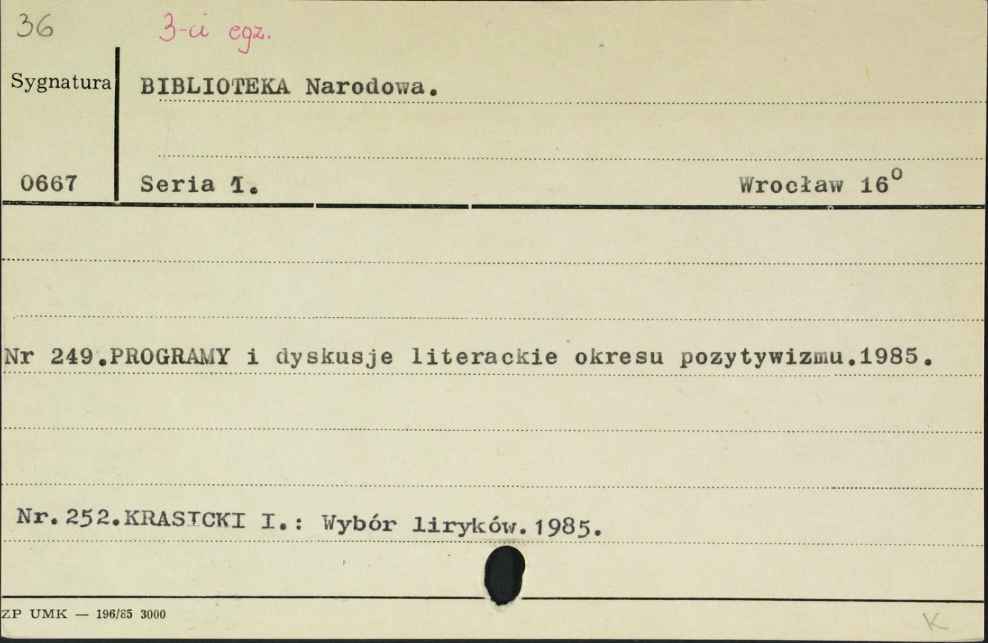 36 3-ci egz.
Sygnatura BIBLIOTEKA Narodowa.
0667 Seria I. Wrocław 16⁰
Nr 249.PROGRAMY i dyskusje literackie okresu pozytywizmu.1985.
Nr.252.KRASICKI I.: Wybór liryków.1985.
ZP UMK — 196/85 3000
K